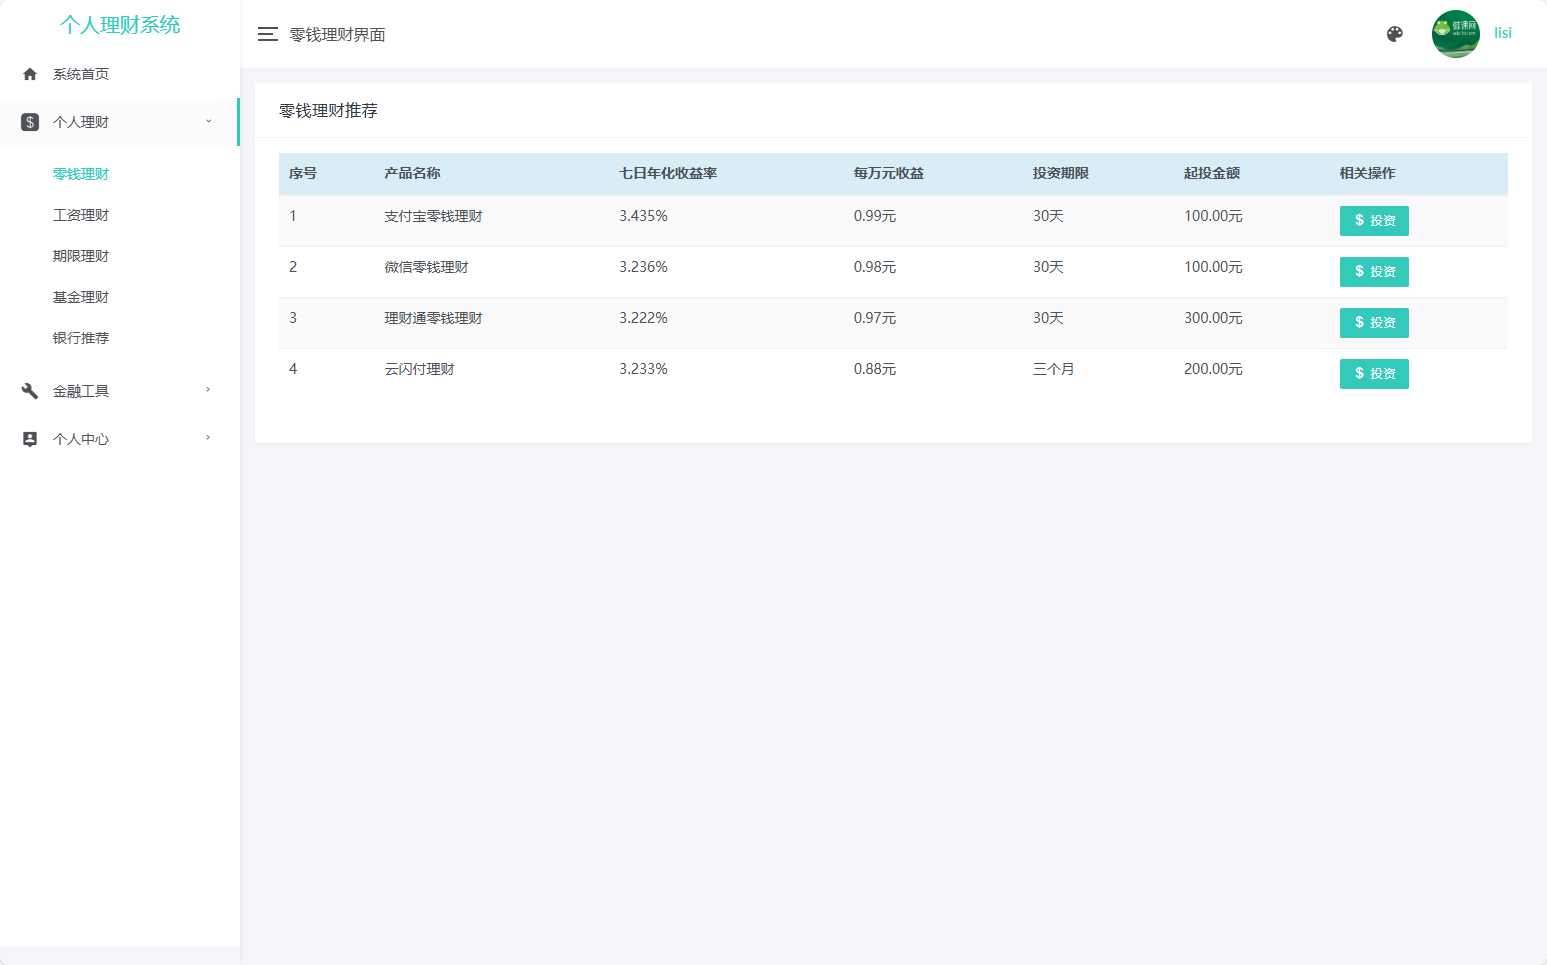 个人理财系统
零钱理财界面
蛙课网
lisi
系统首页
个人理财
零钱理财
工资理财
期限理财
基金理财
银行推荐
金融工具
个人中心
零钱理财推荐
序号 产品名称 七日年化收益率 每万元收益 投资期限 起投金额 相关操作
1 支付宝零钱理财 3.435% 0.99元 30天 100.00元 $ 投资
2 微信零钱理财 3.236% 0.98元 30天 100.00元 $ 投资
3 理财通零钱理财 3.222% 0.97元 30天 300.00元 $ 投资
4 云闪付理财 3.233% 0.88元 三个月 200.00元 $ 投资